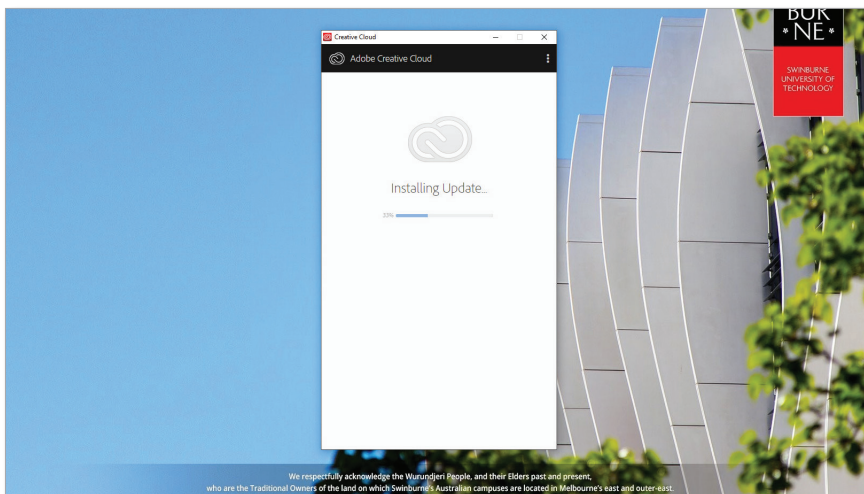 Creative Cloud
Adobe Creative Cloud
BUR
* NE *
SWINBURNE
UNIVERSITY OF
TECHNOLOGY
Installing Update...
33%
We respectfully acknowledge the Wurundjeri People, and their Elders past and present,
who are the Traditional Owners of the land on which Swinburne's Australian campuses are located in Melbourne's east and outer-east.